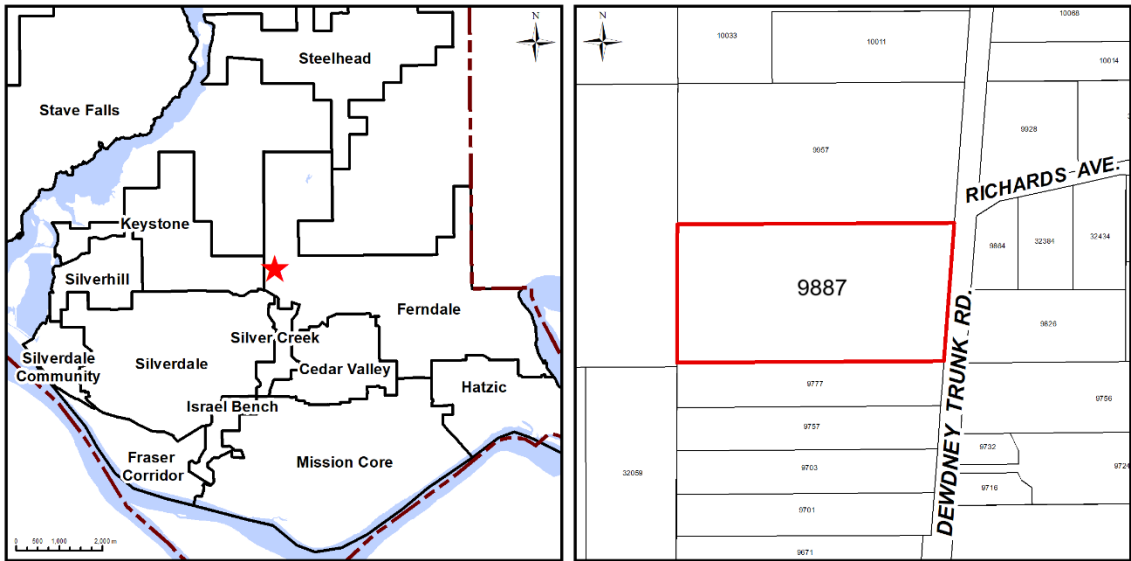 N
Steelhead
Stave Falls
Keystone
Silverhill
Ferndale
Silver Creek
Silverdale
Community
Silverdale
Cedar Valley
Hatzic
Israel Bench
Fraser
Corridor
Mission Core
0 500 1,000 2,000 m
N
10033
10011
10068
10014
9957
9928
RICHARDS AVE.
9864
32384
32434
9887
9826
DEWDNEY TRUNK RD.
9777
9756
9757
32059
9703
9732
9724
9716
9701
9671